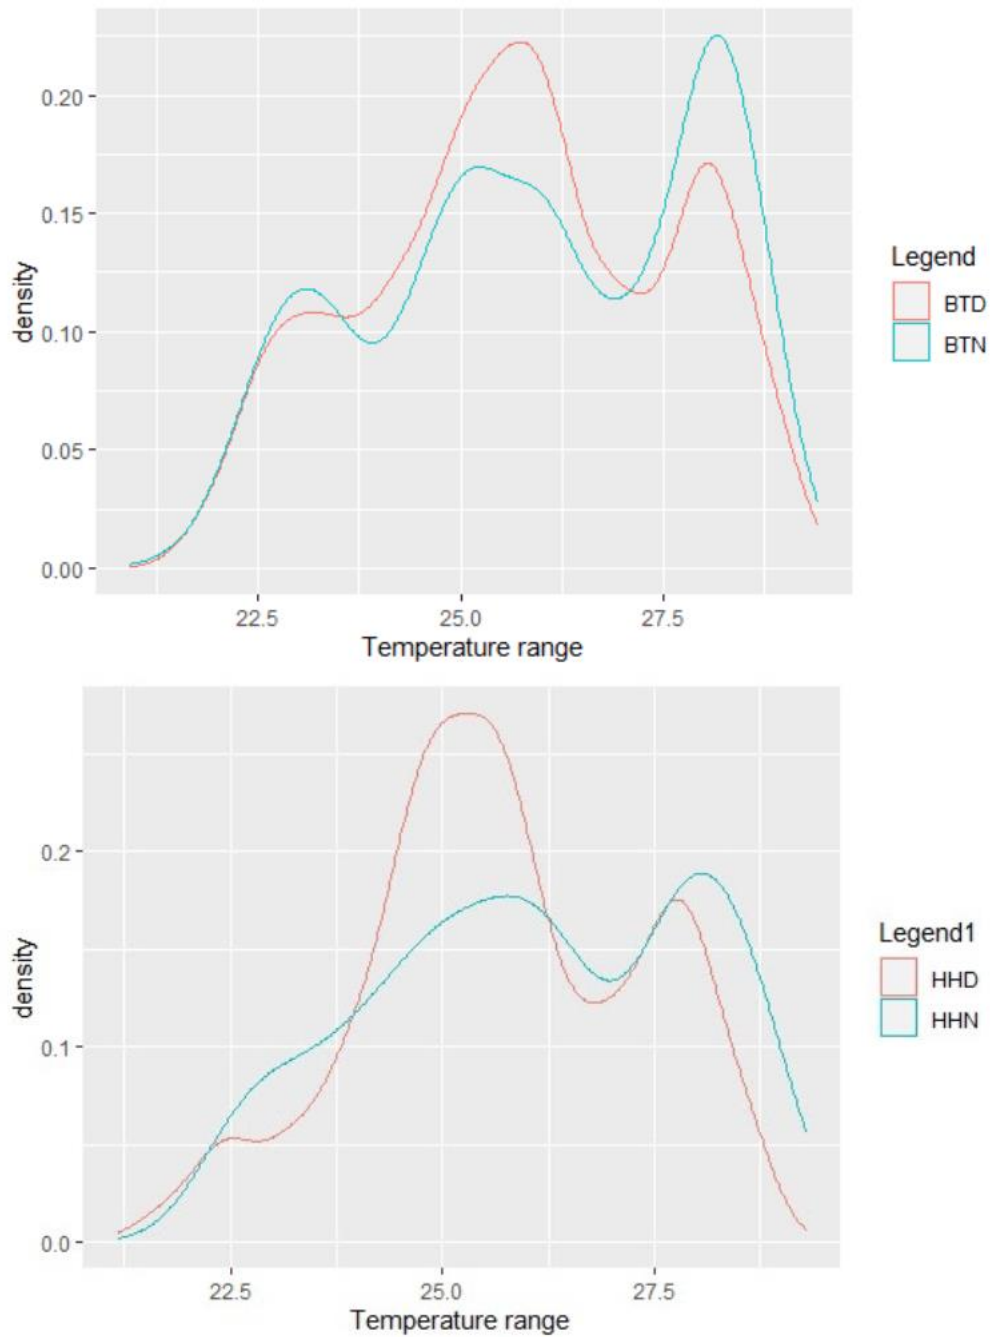 density
0.20
0.15
0.10
0.05
0.00
22.5 25.0 27.5
Temperature range
Legend
BTD
BTN
density
0.2
0.1
0.0
22.5 25.0 27.5
Temperature range
Legend1
HHD
HHN